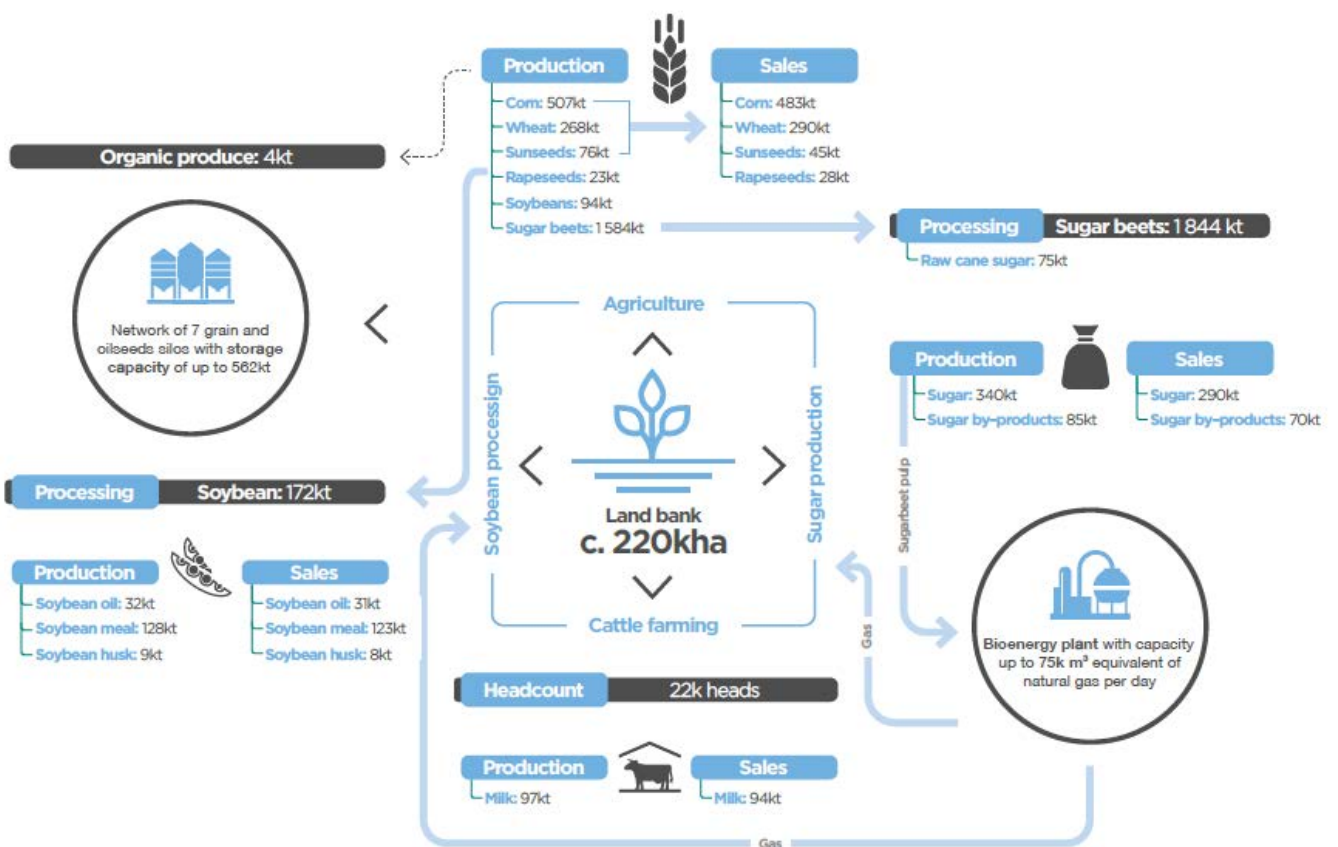 Production
Corn: 507kt
Wheat: 268kt
Sunseeds: 76kt
Rapeseeds: 23kt
Soybeans: 94kt
Sugar beets: 1 584kt
Sales
Corn: 483kt
Wheat: 290kt
Sunseeds: 45kt
Rapeseeds: 28kt
Organic produce: 4kt
Network of 7 grain and
oilseeds silos with storage
capacity of up to 562kt
Processing
Sugar beets: 1 844 kt
Raw cane sugar: 75kt
Production
Sugar: 340kt
Sugar by-products: 85kt
Sales
Sugar: 290kt
Sugar by-products: 70kt
Agriculture
Soybean processign
Sugar production
Land bank
c. 220kha
Cattle farming
Processing
Soybean: 172kt
Production
Soybean oil: 32kt
Soybean meal: 128kt
Soybean husk: 9kt
Sales
Soybean oil: 31kt
Soybean meal: 123kt
Soybean husk: 8kt
Sugarbeet pulp
Gas
Bioenergy plant with capacity
up to 75k m³ equivalent of
natural gas per day
Headcount
22k heads
Production
Milk: 97kt
Sales
Milk: 94kt
Gas